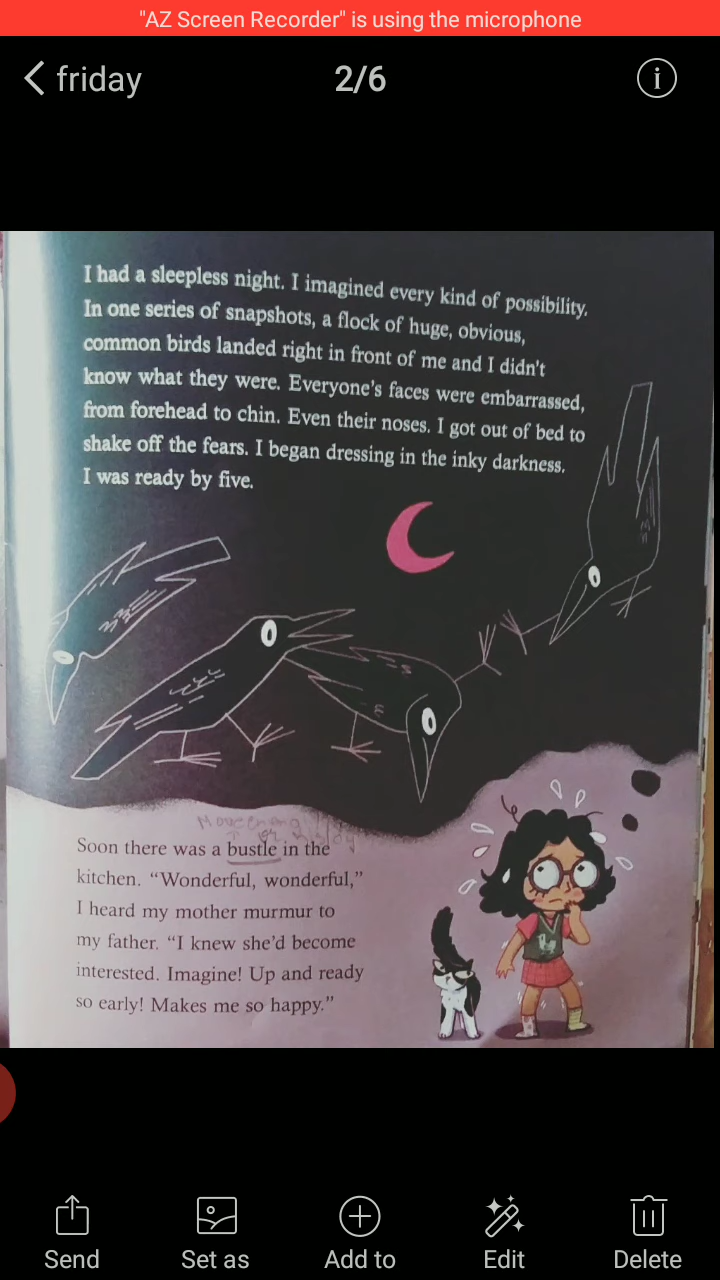 "AZ Screen Recorder" is using the microphone
friday
2/6
I had a sleepless night. I imagined every kind of possibility.
In one series of snapshots, a flock of huge, obvious,
common birds landed right in front of me and I didn't
know what they were. Everyone's faces were embarrassed,
from forehead to chin. Even their noses. I got out of bed to
shake off the fears. I began dressing in the inky darkness.
I was ready by five.
Soon there was a bustle in the
kitchen. “Wonderful, wonderful,”
I heard my mother murmur to
my father. “I knew she'd become
interested. Imagine! Up and ready
so early! Makes me so happy.”
Send
Set as
Add to
Edit
Delete